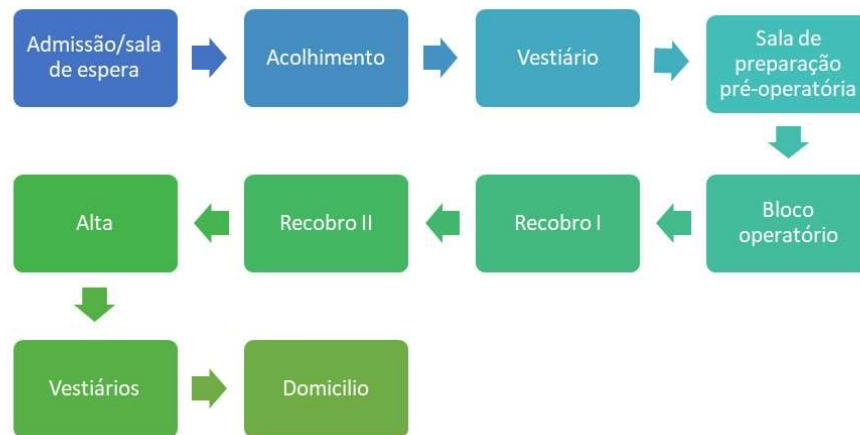 Admissão/sala
de espera
Acolhimento
Vestiário
Sala de
preparação
pré-operatória
Bloco
operatório
Recobro I
Recobro II
Alta
Vestiários
Domicilio